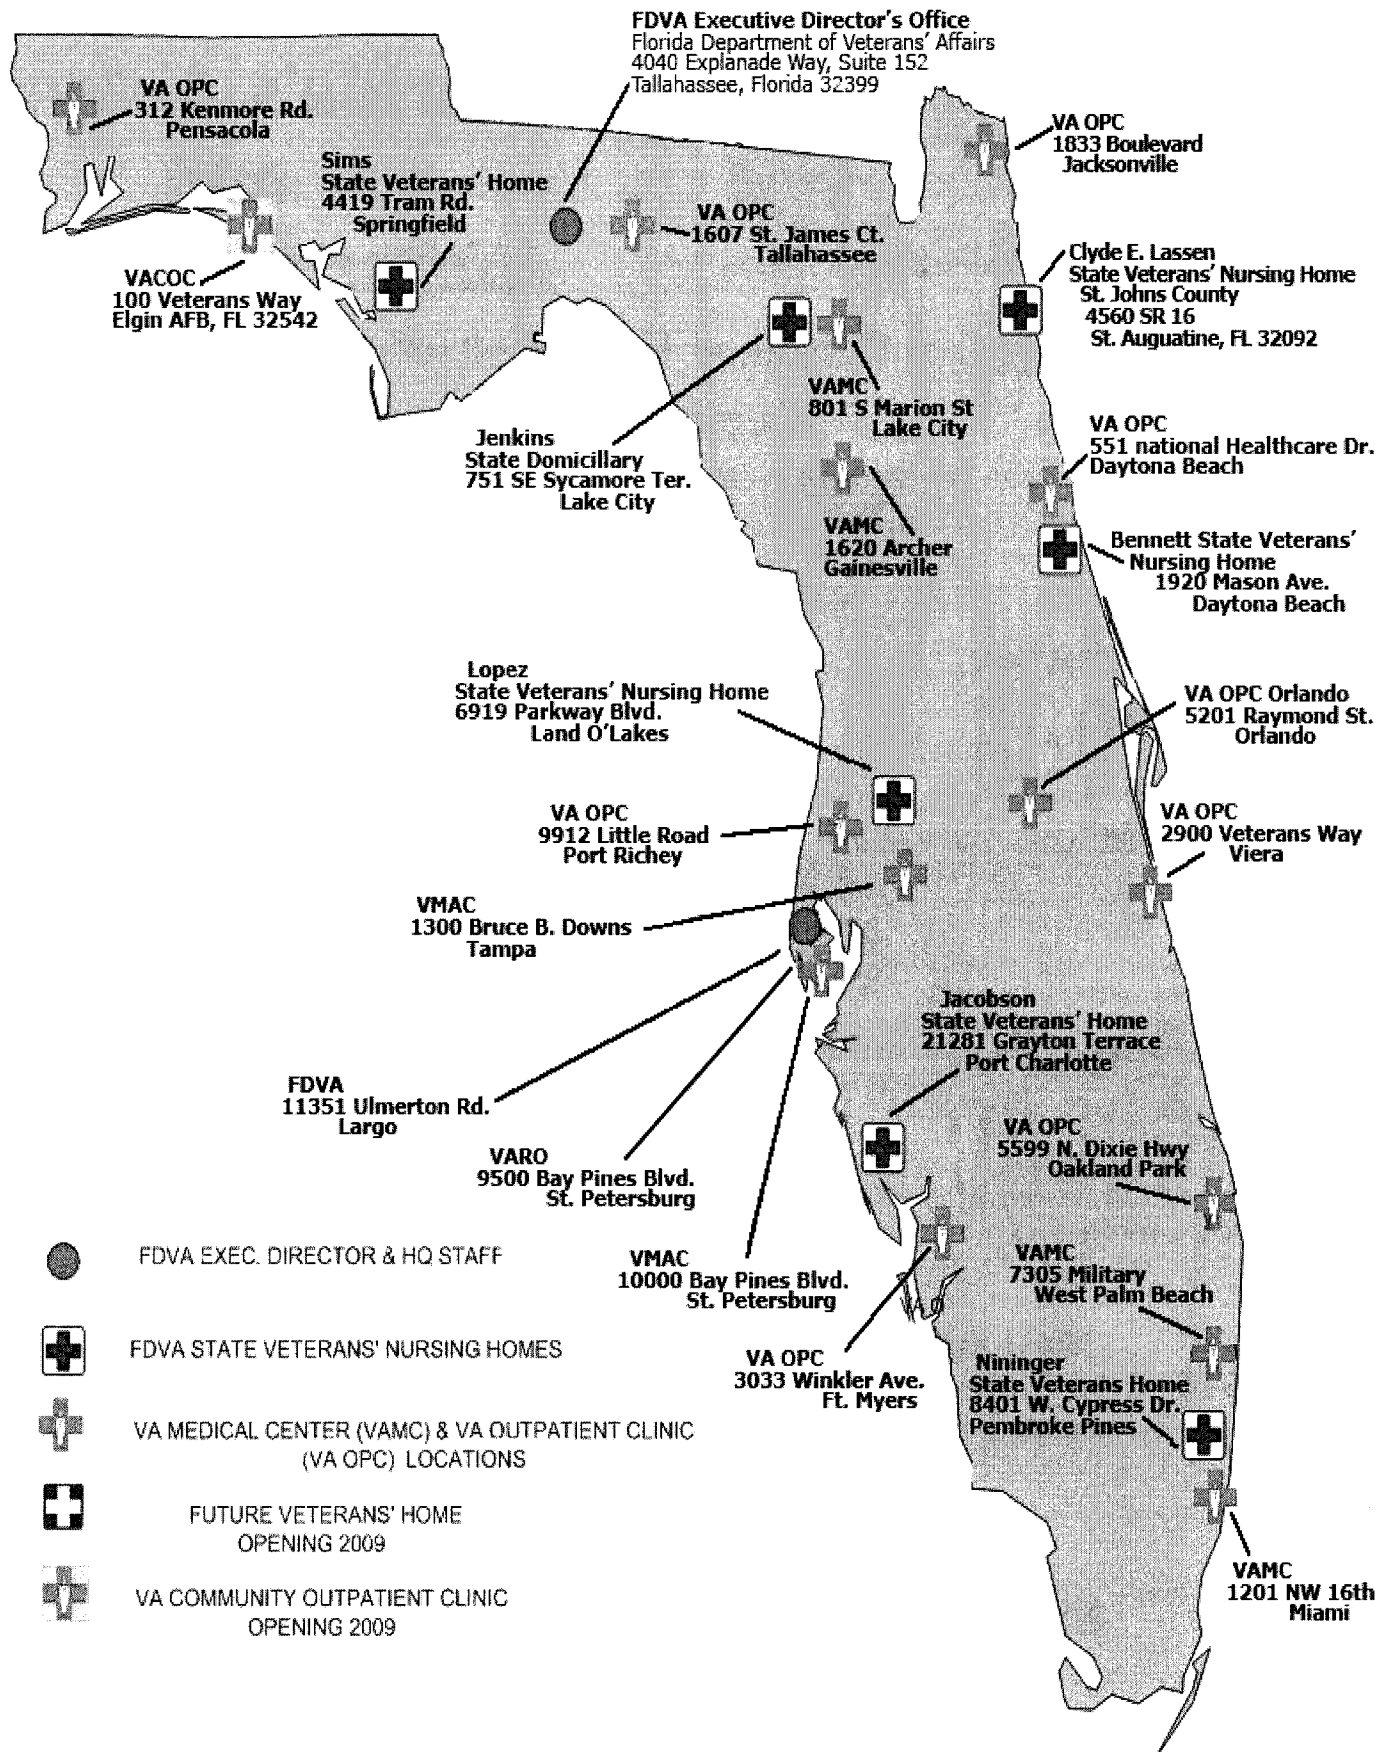 FDVA Executive Director's Office
Florida Department of Veterans' Affairs
4040 Explanade Way, Suite 152
Tallahassee, Florida 32399
VA OPC
312 Kenmore Rd.
Pensacola
VA OPC
1833 Boulevard
Jacksonville
Sims
State Veterans' Home
4419 Tram Rd.
Springfield
VA OPC
1607 St. James Ct.
Tallahassee
VACOC
100 Veterans Way
Elgin AFB, FL 32542
Clyde E. Lassen
State Veterans' Nursing Home
St. Johns County
4560 SR 16
St. Auguatine, FL 32092
VAMC
801 S Marion St
Lake City
Jenkins
State Domicillary
751 SE Sycamore Ter.
Lake City
VA OPC
551 national Healthcare Dr.
Daytona Beach
VAMC
1620 Archer
Gainesville
Bennett State Veterans'
Nursing Home
1920 Mason Ave.
Daytona Beach
Lopez
State Veterans' Nursing Home
6919 Parkway Blvd.
Land O'Lakes
VA OPC Orlando
5201 Raymond St.
Orlando
VA OPC
9912 Little Road
Port Richey
VA OPC
2900 Veterans Way
Viera
VMAC
1300 Bruce B. Downs
Tampa
Jacobson
State Veterans' Home
21281 Grayton Terrace
Port Charlotte
FDVA
11351 Ulmerton Rd.
Largo
VARO
9500 Bay Pines Blvd.
St. Petersburg
VA OPC
5599 N. Dixie Hwy
Oakland Park
VMAC
10000 Bay Pines Blvd.
St. Petersburg
VAMC
7305 Military
West Palm Beach
VA OPC
3033 Winkler Ave.
Ft. Myers
Nininger
State Veterans Home
8401 W. Cypress Dr.
Pembroke Pines
VAMC
1201 NW 16th
Miami
FDVA EXEC. DIRECTOR & HQ STAFF
FDVA STATE VETERANS' NURSING HOMES
VA MEDICAL CENTER (VAMC) & VA OUTPATIENT CLINIC
(VA OPC) LOCATIONS
FUTURE VETERANS' HOME
OPENING 2009
VA COMMUNITY OUTPATIENT CLINIC
OPENING 2009